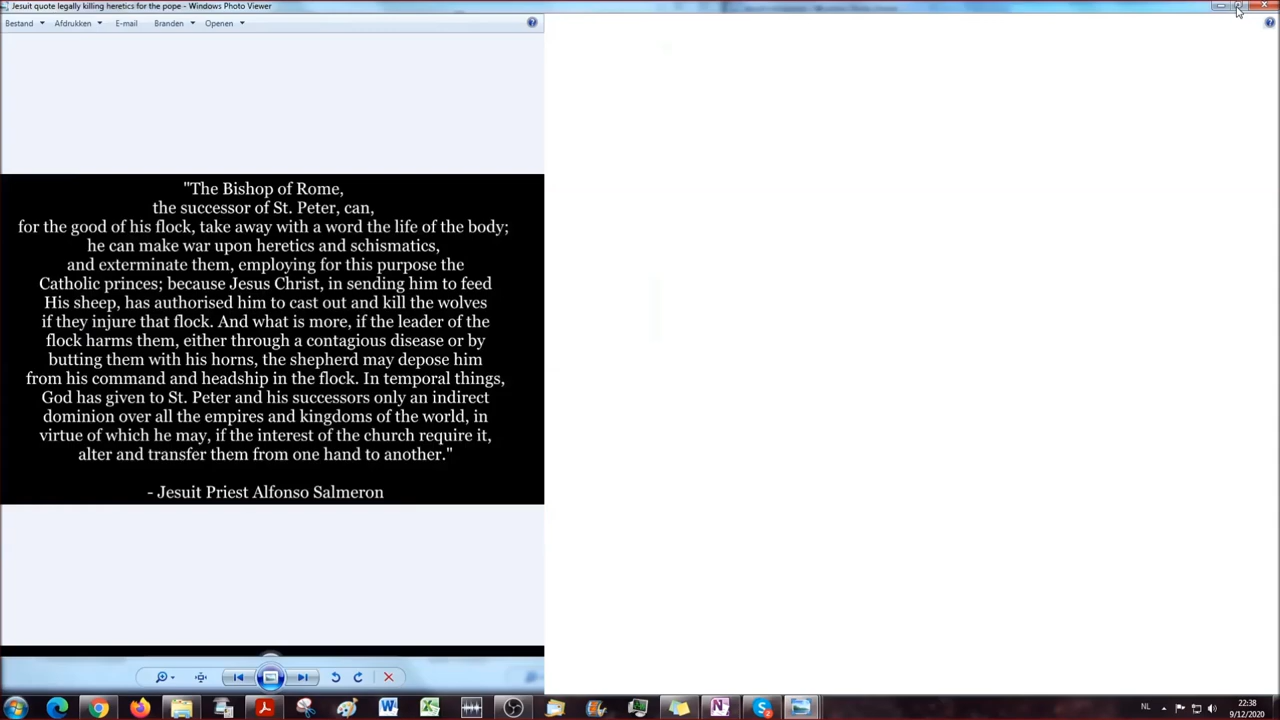 Jesuit quote legally killing heretics for the pope - Windows Photo Viewer
Bestand Afdrukken E-mail Branden Openen
"The Bishop of Rome,
the successor of St. Peter, can,
for the good of his flock, take away with a word the life of the body;
he can make war upon heretics and schismatics,
and exterminate them, employing for this purpose the
Catholic princes; because Jesus Christ, in sending him to feed
His sheep, has authorised him to cast out and kill the wolves
if they injure that flock. And what is more, if the leader of the
flock harms them, either through a contagious disease or by
butting them with his horns, the shepherd may depose him
from his command and headship in the flock. In temporal things,
God has given to St. Peter and his successors only an indirect
dominion over all the empires and kingdoms of the world, in
virtue of which he may, if the interest of the church require it,
alter and transfer them from one hand to another."
- Jesuit Priest Alfonso Salmeron
NL
22:38
9/12/2020